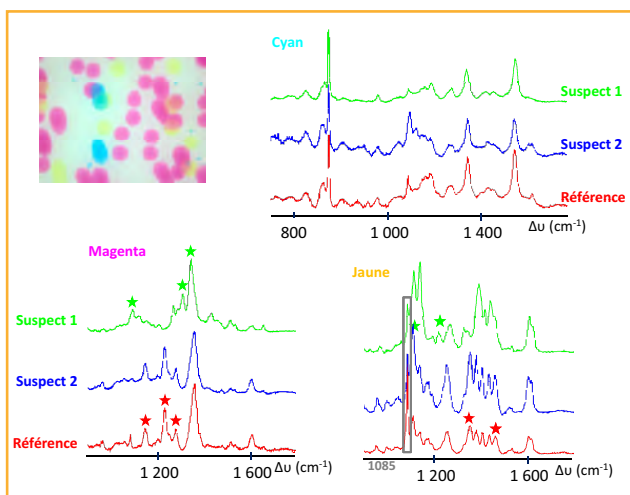 Cyan
Suspect 1
Suspect 2
Référence
800 1 000 1 400 Δυ (cm⁻¹)
Magenta
Suspect 1
Suspect 2
Référence
1 200 1 600 Δυ (cm⁻¹)
Jaune
1085
1 200 1 600 Δυ (cm⁻¹)